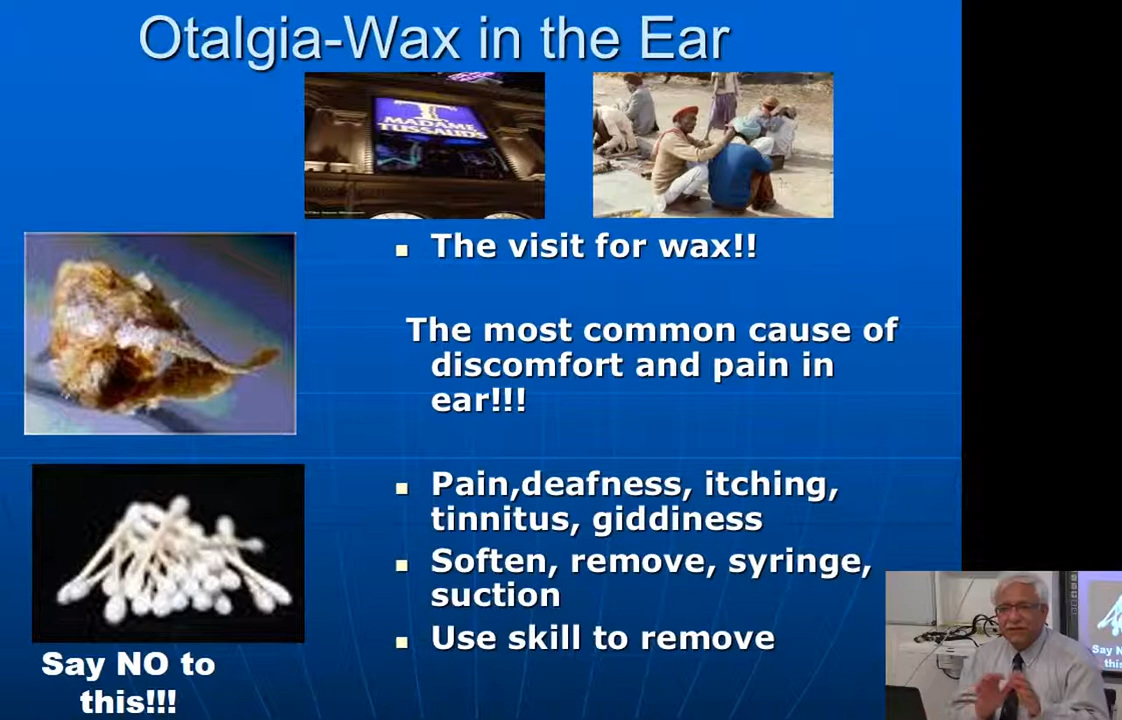 Otalgia-Wax in the Ear
MADAME
TUSSAUDS
The visit for wax!!
The most common cause of
discomfort and pain in
ear!!!
Pain,deafness, itching,
tinnitus, giddiness
Soften, remove, syringe,
suction
Use skill to remove
Say NO to
this!!!
Say N
this